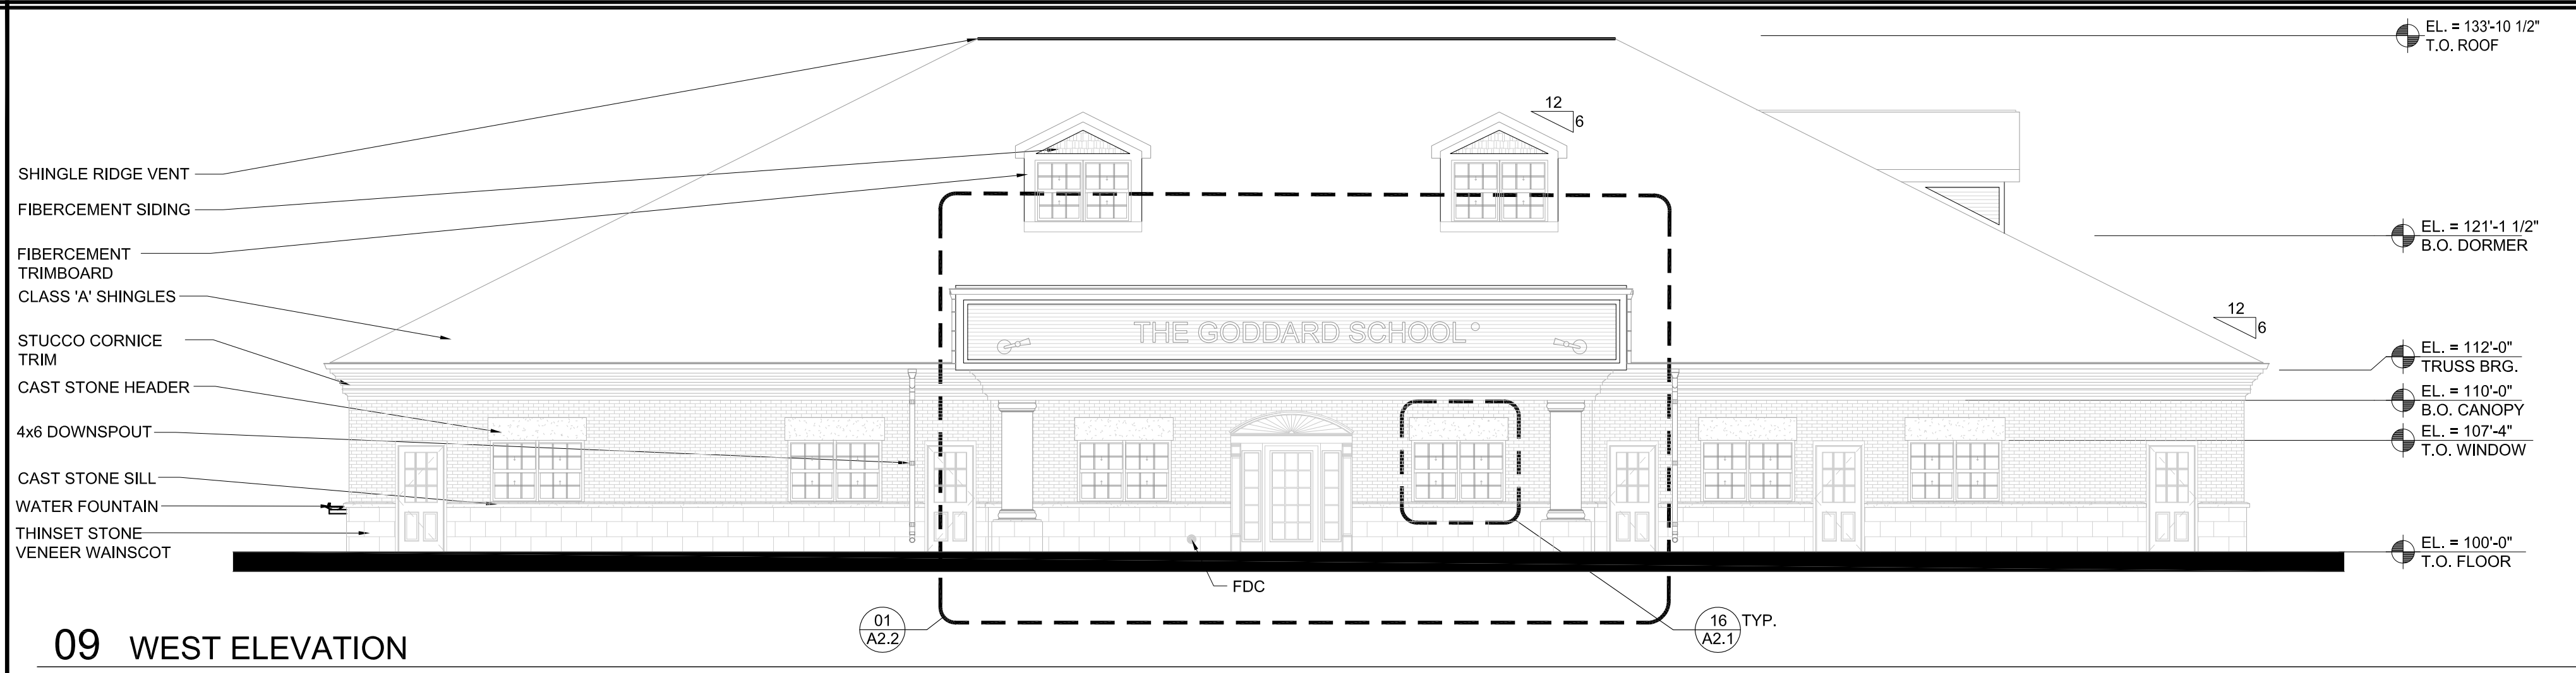 EL. = 133'-10 1/2"
T.O. ROOF
12
6
SHINGLE RIDGE VENT
FIBERCEMENT SIDING
FIBERCEMENT
TRIMBOARD
CLASS 'A' SHINGLES
STUCCO CORNICE
TRIM
CAST STONE HEADER
4x6 DOWNSPOUT
CAST STONE SILL
WATER FOUNTAIN
THINSET STONE
VENEER WAINSCOT
THE GODDARD SCHOOL
EL. = 121'-1 1/2"
B.O. DORMER
12
6
EL. = 112'-0"
TRUSS BRG.
EL. = 110'-0"
B.O. CANOPY
EL. = 107'-4"
T.O. WINDOW
EL. = 100'-0"
T.O. FLOOR
FDC
01
A2.2
16 TYP.
A2.1
09 WEST ELEVATION